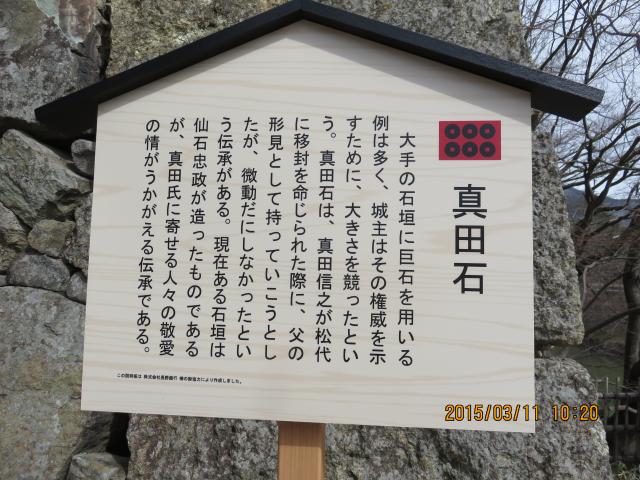 真田石
大手の石垣に巨石を用いる
例は多く、城主はその権威を示
すために、大きさを競ったとい
う。真田石は、真田信之が松代
に移封を命じられた際に、父の
形見として持っていこうとし
たが、微動だにしなかったとい
う伝承がある。現在ある石垣は
仙石忠政が造ったものである
が、真田氏に寄せる人々の敬愛
の情がうかがえる伝承である。
2015/03/11 10:20